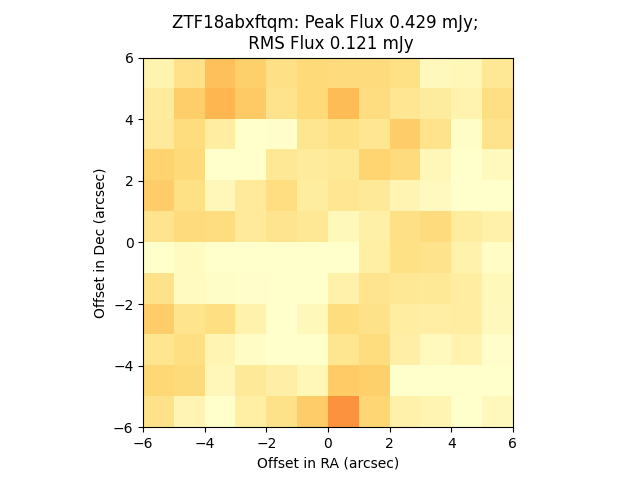 ZTF18abxftqm: Peak Flux 0.429 mJy;
RMS Flux 0.121 mJy
6
4
2
0
−2
−4
−6
Offset in Dec (arcsec)
−6 −4 −2 0 2 4 6
Offset in RA (arcsec)